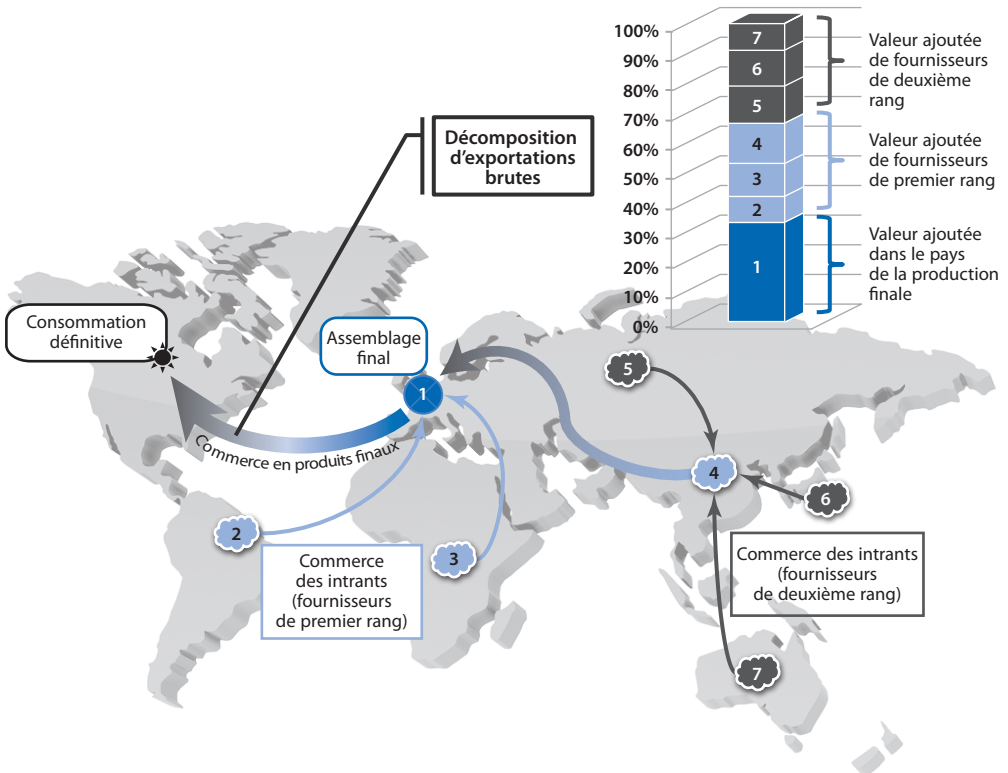 100%
90%
80%
70%
60%
50%
40%
30%
20%
10%
0%
7
6
5
4
3
2
1
Valeur ajoutée
de fournisseurs
de deuxième
rang
Valeur ajoutée
de fournisseurs
de premier rang
Valeur ajoutée
dans le pays
de la production
finale
Décomposition
d'exportations
brutes
Consommation
définitive
Assemblage
final
1
Commerce en produits finaux
2
3
4
5
6
7
Commerce
des intrants
(fournisseurs
de premier rang)
Commerce des intrants
(fournisseurs
de deuxième rang)